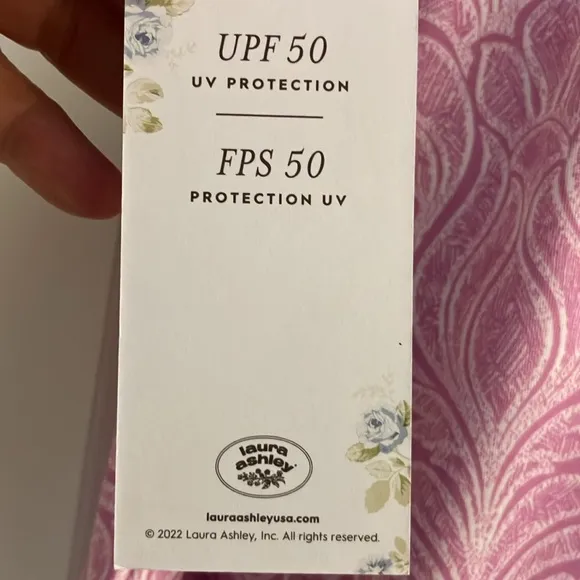 UPF 50
UV PROTECTION
FPS 50
PROTECTION UV
laura
ashley®
lauraashleyusa.com
© 2022 Laura Ashley, Inc. All rights reserved.